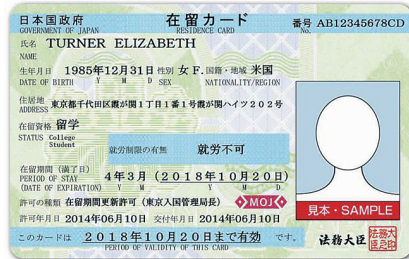 日本国政府 在留カード 番号 AB12345678CD
GOVERNMENT OF JAPAN RESIDENCE CARD No.
氏名 TURNER ELIZABETH
NAME
生年月日 1985年12月31日 性別 女 F. 国籍・地域 米国
DATE OF BIRTH Y M D SEX NATIONALITY/REGION
住居地 東京都千代田区霞が関1丁目1番1号霞が関ハイツ202号
ADDRESS
在留資格 留学
STATUS College Student
就労制限の有無 就労不可
在留期間(満了日) 4年3月(2018年10月20日)
PERIOD OF STAY Y M Y M D
(DATE OF EXPIRATION)
許可の種類 在留期間更新許可(東京入国管理局長) MOJ
許可年月日 2014年06月10日 交付年月日 2014年06月10日
このカードは 2018年10月20日まで有効 です。
PERIOD OF VALIDITY OF THIS CARD
見本・SAMPLE
法務大臣